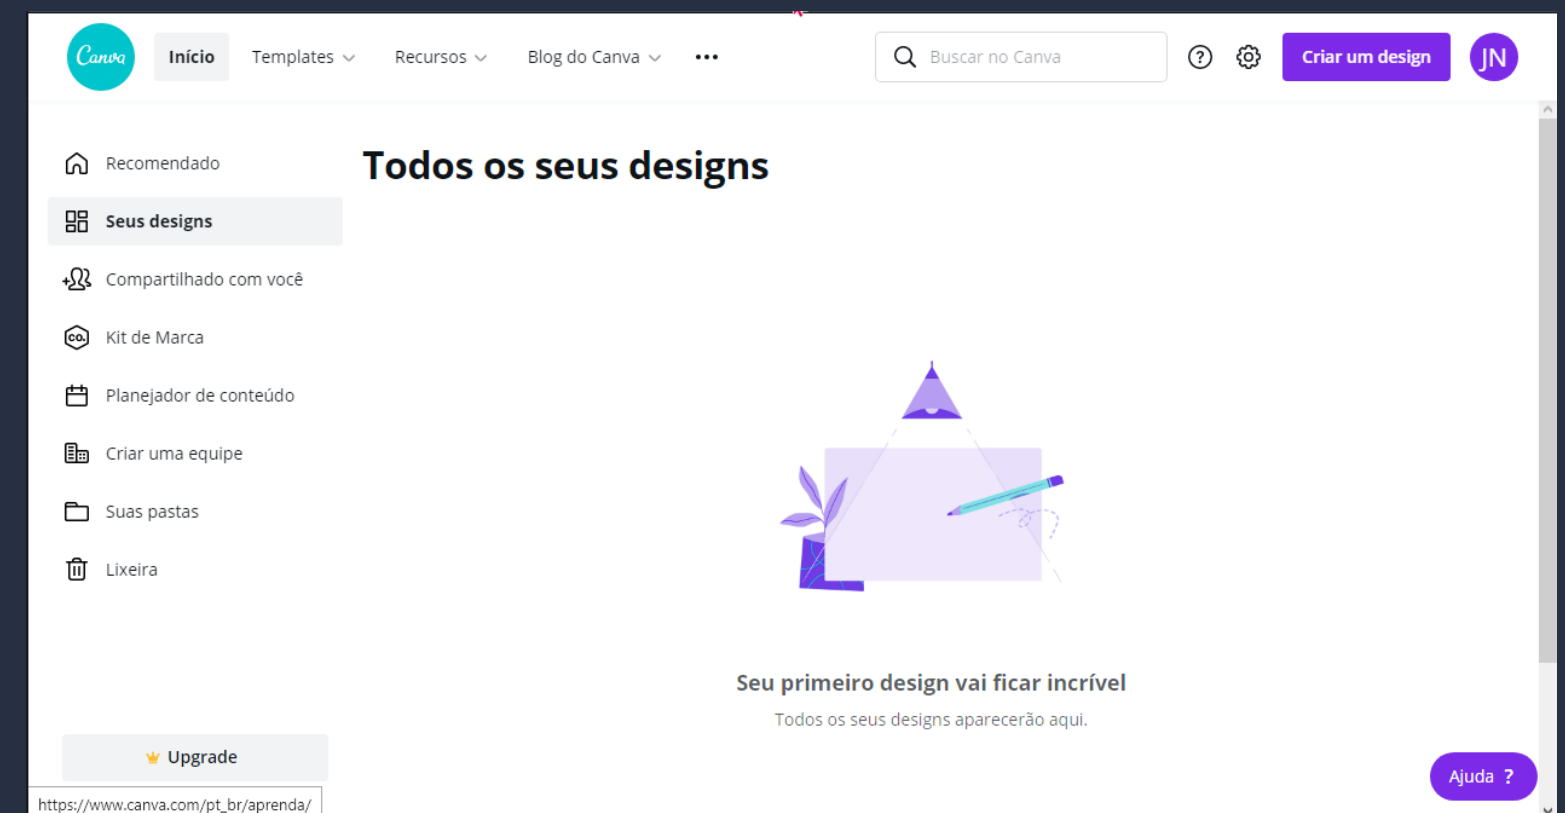 Canva Início Templates Recursos Blog do Canva ••• Buscar no Canva ? Criar um design JN
Recomendado
Todos os seus designs
Seus designs
Compartilhado com você
CO. Kit de Marca
Planejador de conteúdo
Criar uma equipe
Suas pastas
Lixeira
Seu primeiro design vai ficar incrível
Todos os seus designs aparecerão aqui.
Upgrade
Ajuda ?
https://www.canva.com/pt_br/aprenda/